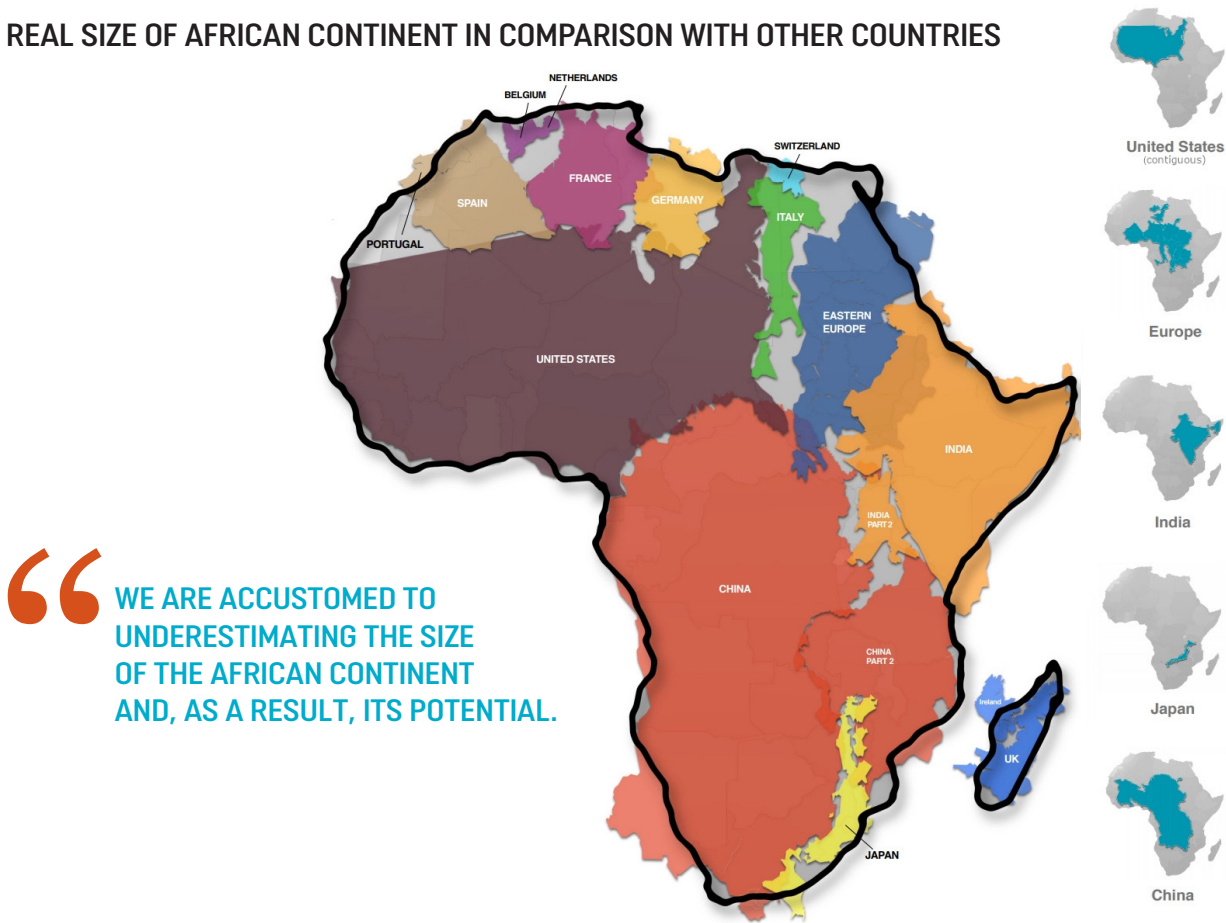 REAL SIZE OF AFRICAN CONTINENT IN COMPARISON WITH OTHER COUNTRIES
NETHERLANDS
BELGIUM
SWITZERLAND
FRANCE
GERMANY
SPAIN
ITALY
PORTUGAL
EASTERN
EUROPE
UNITED STATES
INDIA
INDIA
PART 2
CHINA
CHINA
PART 2
Ireland
UK
JAPAN
“
WE ARE ACCUSTOMED TO
UNDERESTIMATING THE SIZE
OF THE AFRICAN CONTINENT
AND, AS A RESULT, ITS POTENTIAL.
United States
(contiguous)
Europe
India
Japan
China